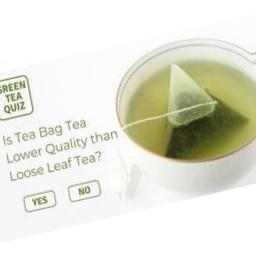 GREEN
TEA
QUIZ
Is Tea Bag Tea
Lower Quality than
Loose Leaf Tea?
YES NO